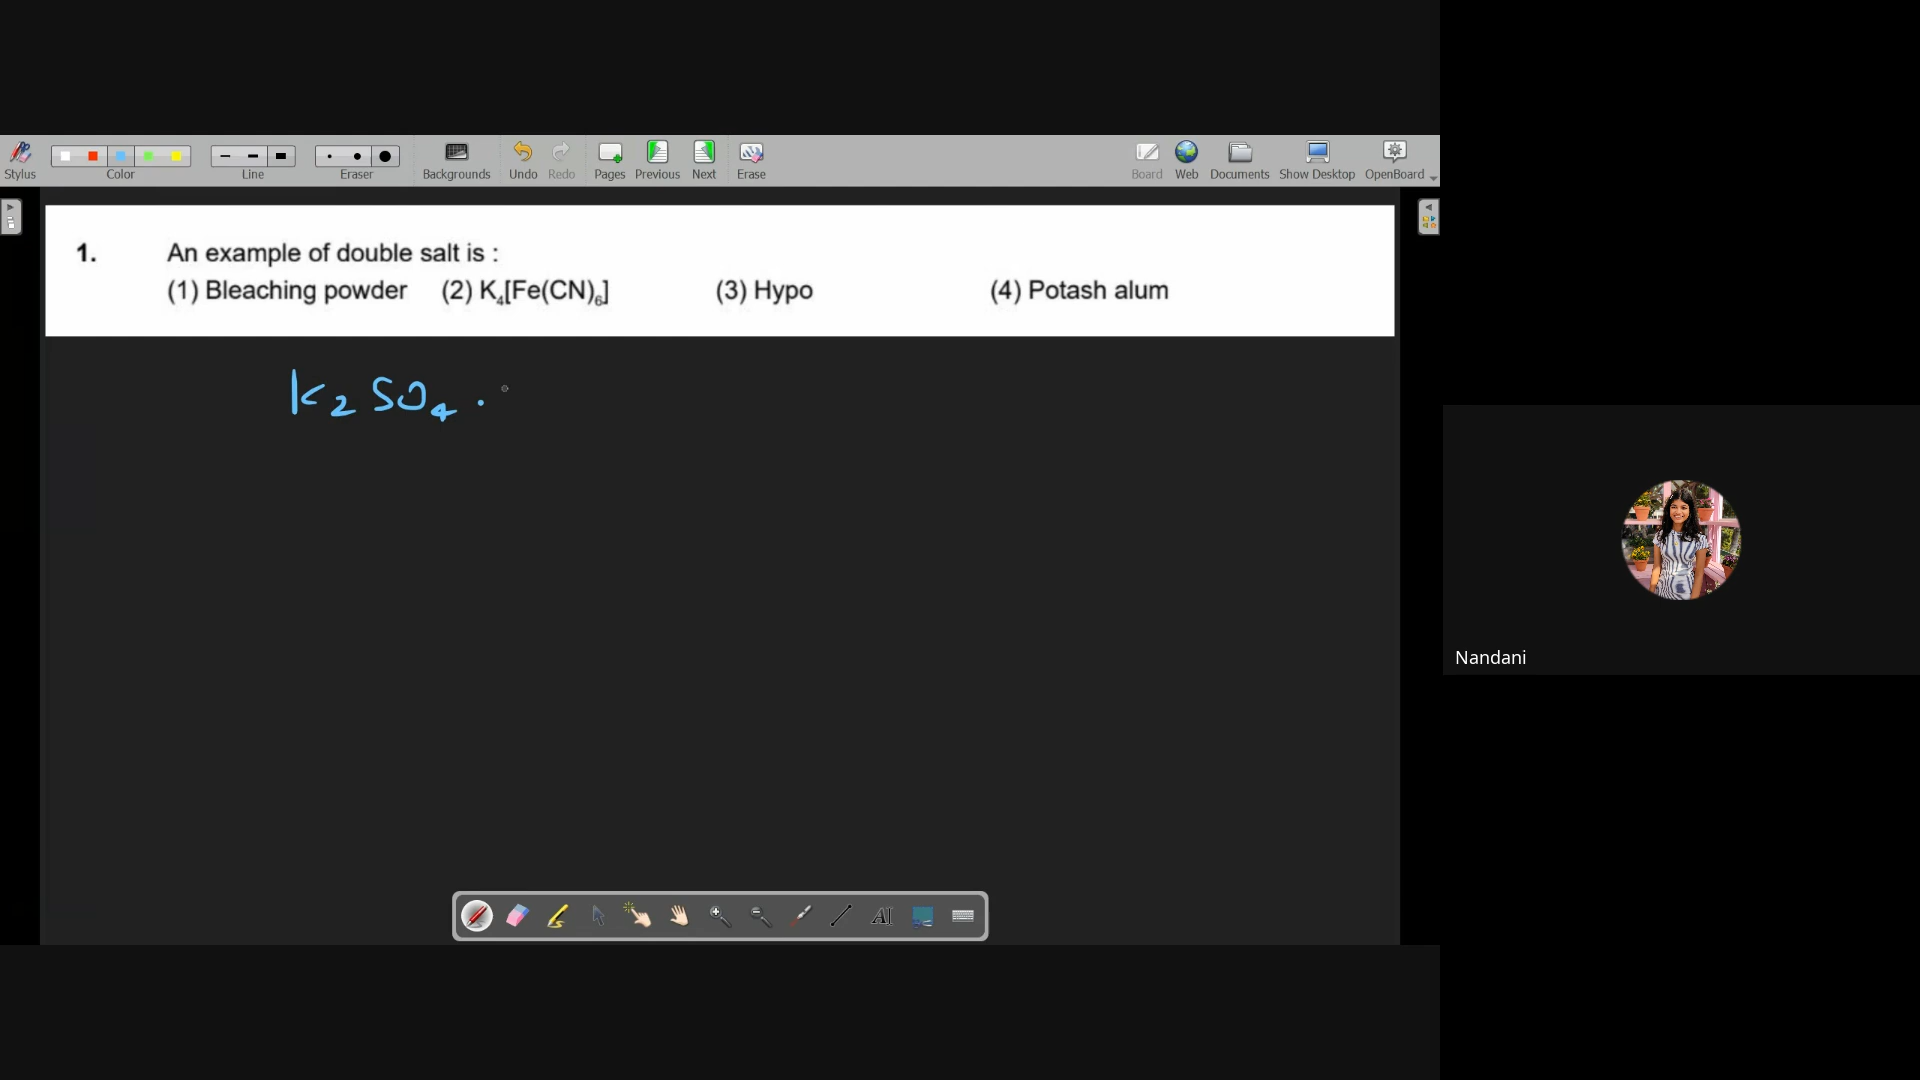 Stylus Color Line Eraser Backgrounds Undo Redo Pages Previous Next Erase Board Web Documents Show Desktop OpenBoard
1. An example of double salt is :
(1) Bleaching powder (2) K₄[Fe(CN)₆] (3) Hypo (4) Potash alum
K₂SO₄ .
AI
Nandani